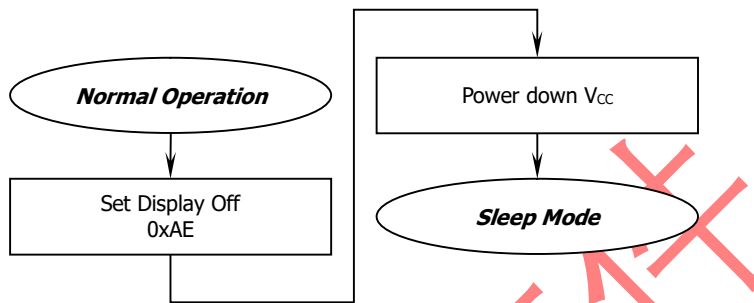 Normal Operation
Set Display Off
0xAE
Power down VCC
Sleep Mode